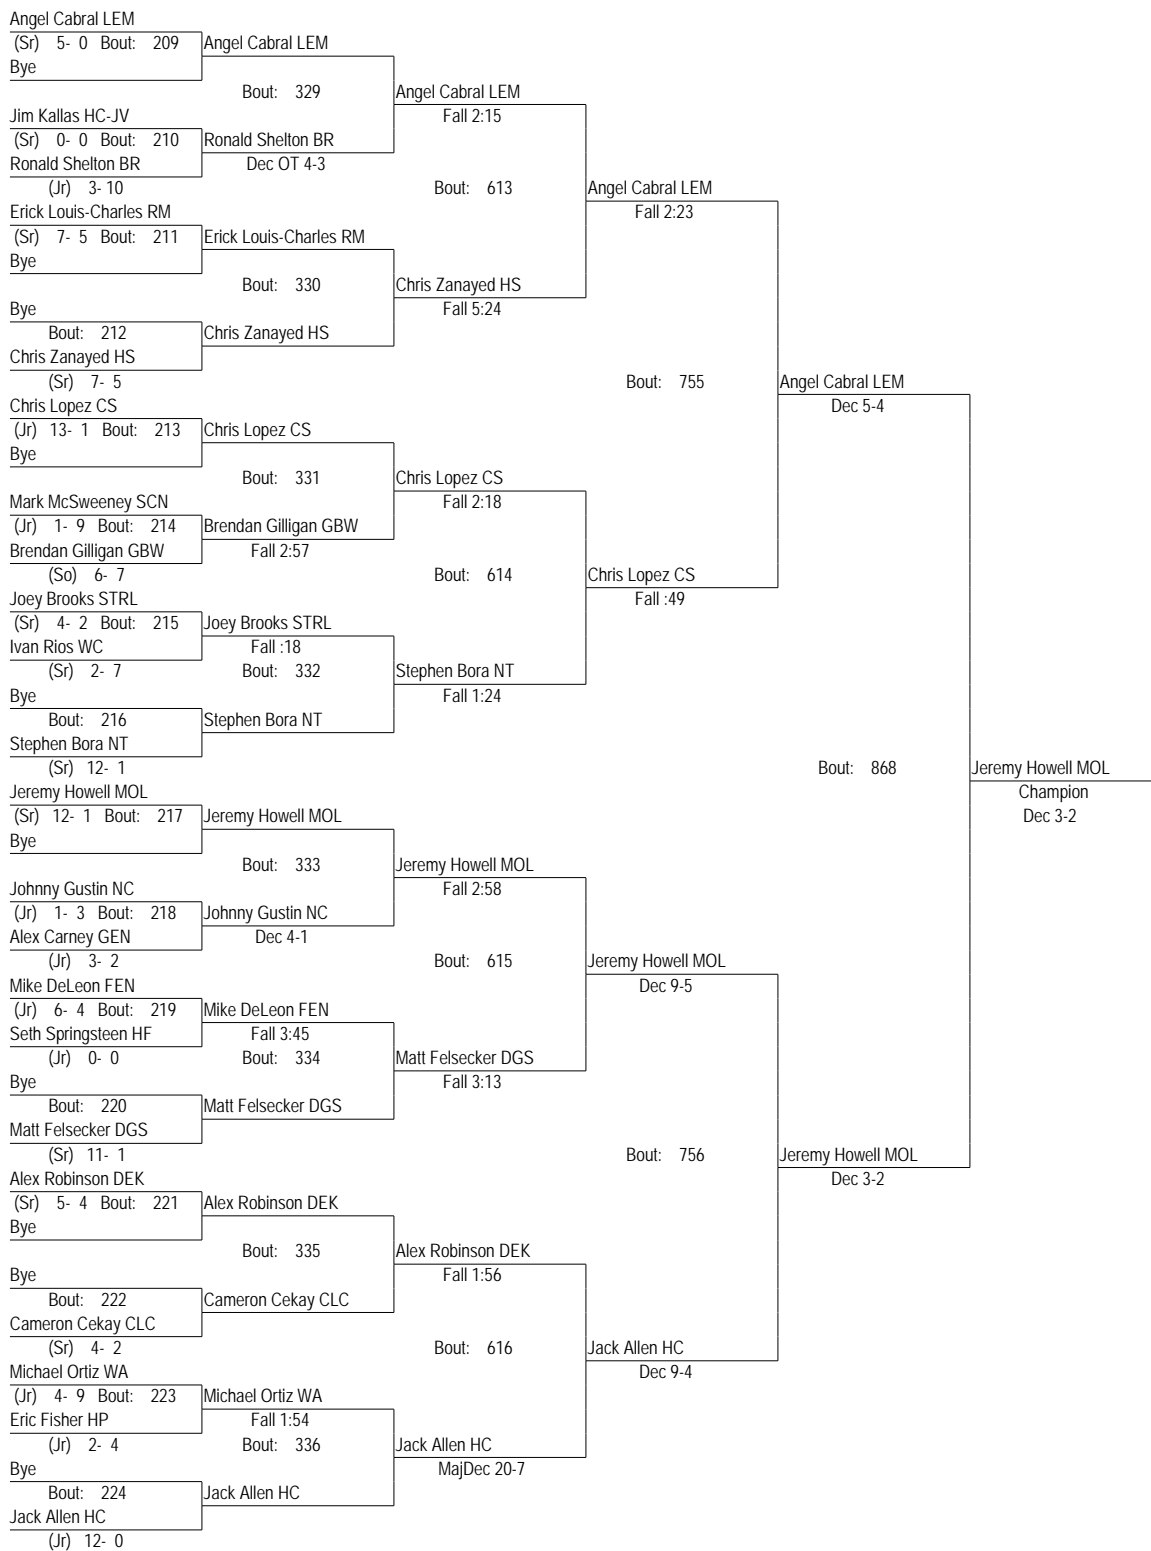 Angel Cabral LEM
(Sr) 5- 0 Bout: 209 Angel Cabral LEM
Bye
Bout: 329 Angel Cabral LEM
Jim Kallas HC-JV Fall 2:15
(Sr) 0- 0 Bout: 210 Ronald Shelton BR
Ronald Shelton BR Dec OT 4-3
(Jr) 3- 10 Bout: 613 Angel Cabral LEM
Erick Louis-Charles RM Fall 2:23
(Sr) 7- 5 Bout: 211 Erick Louis-Charles RM
Bye
Bout: 330 Chris Zanayed HS
Bye Fall 5:24
Bout: 212 Chris Zanayed HS
Chris Zanayed HS
(Sr) 7- 5 Bout: 755 Angel Cabral LEM
Chris Lopez CS Dec 5-4
(Jr) 13- 1 Bout: 213 Chris Lopez CS
Bye
Bout: 331 Chris Lopez CS
Mark McSweeney SCN Fall 2:18
(Jr) 1- 9 Bout: 214 Brendan Gilligan GBW
Brendan Gilligan GBW Fall 2:57
(So) 6- 7 Bout: 614 Chris Lopez CS
Joey Brooks STRL Fall :49
(Sr) 4- 2 Bout: 215 Joey Brooks STRL
Ivan Rios WC Fall :18
(Sr) 2- 7 Bout: 332 Stephen Bora NT
Bye Fall 1:24
Bout: 216 Stephen Bora NT
Stephen Bora NT
(Sr) 12- 1 Bout: 868 Jeremy Howell MOL
Jeremy Howell MOL Champion
(Sr) 12- 1 Bout: 217 Jeremy Howell MOL Dec 3-2
Bye
Bout: 333 Jeremy Howell MOL
Johnny Gustin NC Fall 2:58
(Jr) 1- 3 Bout: 218 Johnny Gustin NC
Alex Carney GEN Dec 4-1
(Jr) 3- 2 Bout: 615 Jeremy Howell MOL
Mike DeLeon FEN Dec 9-5
(Jr) 6- 4 Bout: 219 Mike DeLeon FEN
Seth Springsteen HF Fall 3:45
(Jr) 0- 0 Bout: 334 Matt Felsecker DGS
Bye Fall 3:13
Bout: 220 Matt Felsecker DGS
Matt Felsecker DGS
(Sr) 11- 1 Bout: 756 Jeremy Howell MOL
Alex Robinson DEK Dec 3-2
(Sr) 5- 4 Bout: 221 Alex Robinson DEK
Bye
Bout: 335 Alex Robinson DEK
Bye Fall 1:56
Bout: 222 Cameron Cekay CLC
Cameron Cekay CLC
(Sr) 4- 2 Bout: 616 Jack Allen HC
Michael Ortiz WA Dec 9-4
(Jr) 4- 9 Bout: 223 Michael Ortiz WA
Eric Fisher HP Fall 1:54
(Jr) 2- 4 Bout: 336 Jack Allen HC
Bye MajDec 20-7
Bout: 224 Jack Allen HC
Jack Allen HC
(Jr) 12- 0